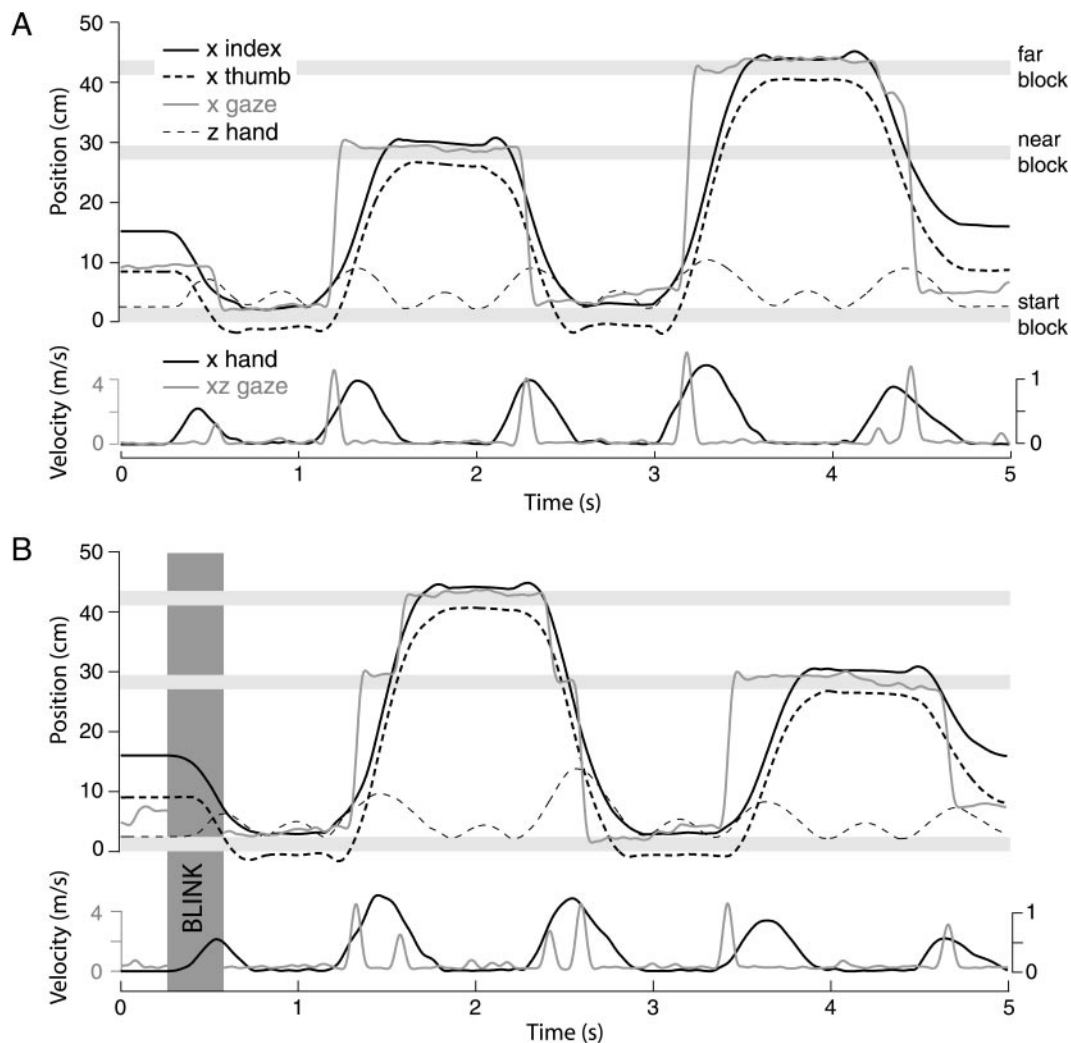 A
50
40
30
20
10
0
Position (cm)
x index
x thumb
x gaze
z hand
far
block
near
block
start
block
x hand
xz gaze
4
0
Velocity (m/s)
1
0
0 1 2 3 4 5
Time (s)
B
50
40
30
20
10
0
Position (cm)
BLINK
4
0
Velocity (m/s)
1
0
0 1 2 3 4 5
Time (s)